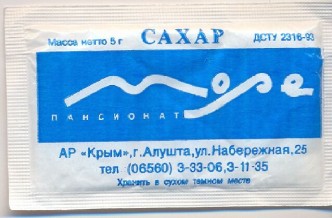 Масса нетто 5 г САХАР ДСТУ 2316-93
море
ПАНСИОНАТ
АР «Крым», г. Алушта, ул. Набережная, 25
тел (06560) 3-33-06, 3-11-35
Хранить в сухом темном месте